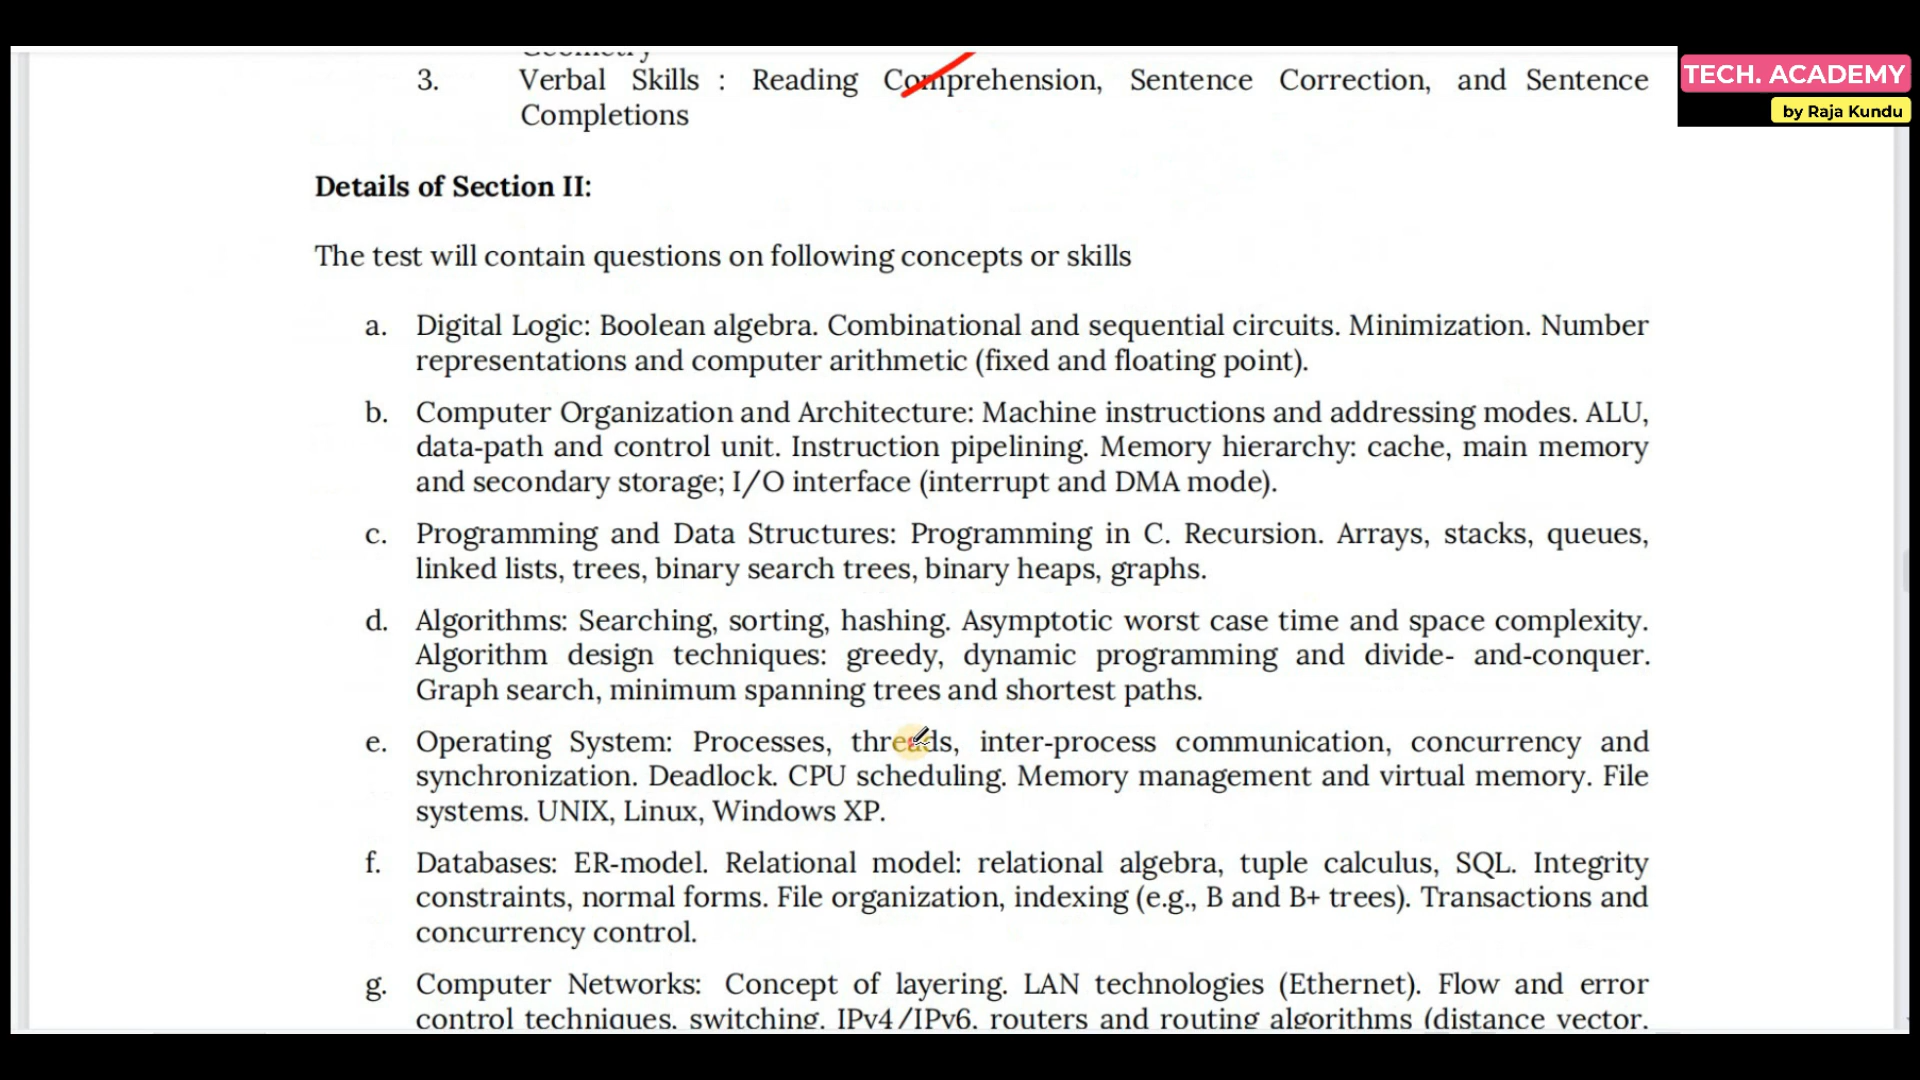 Geometry
3. Verbal Skills : Reading Comprehension, Sentence Correction, and Sentence
Completions
TECH. ACADEMY
by Raja Kundu
Details of Section II:
The test will contain questions on following concepts or skills
a. Digital Logic: Boolean algebra. Combinational and sequential circuits. Minimization. Number
representations and computer arithmetic (fixed and floating point).
b. Computer Organization and Architecture: Machine instructions and addressing modes. ALU,
data-path and control unit. Instruction pipelining. Memory hierarchy: cache, main memory
and secondary storage; I/O interface (interrupt and DMA mode).
c. Programming and Data Structures: Programming in C. Recursion. Arrays, stacks, queues,
linked lists, trees, binary search trees, binary heaps, graphs.
d. Algorithms: Searching, sorting, hashing. Asymptotic worst case time and space complexity.
Algorithm design techniques: greedy, dynamic programming and divide- and-conquer.
Graph search, minimum spanning trees and shortest paths.
e. Operating System: Processes, threads, inter-process communication, concurrency and
synchronization. Deadlock. CPU scheduling. Memory management and virtual memory. File
systems. UNIX, Linux, Windows XP.
f. Databases: ER-model. Relational model: relational algebra, tuple calculus, SQL. Integrity
constraints, normal forms. File organization, indexing (e.g., B and B+ trees). Transactions and
concurrency control.
g. Computer Networks: Concept of layering. LAN technologies (Ethernet). Flow and error
control techniques, switching. IPv4/IPv6, routers and routing algorithms (distance vector,